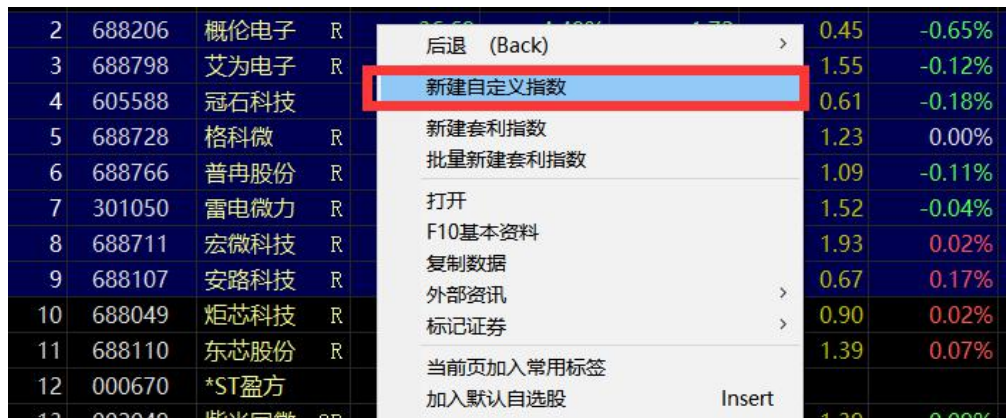 2 688206 概伦电子 R 0.45 -0.65%
后退 (Back) >
3 688798 艾为电子 R 1.55 -0.12%
新建自定义指数
4 605588 冠石科技 0.61 -0.18%
新建套利指数
5 688728 格科微 R 1.23 0.00%
批量新建套利指数
6 688766 普冉股份 R 1.09 -0.11%
打开
7 301050 雷电微力 R 1.52 -0.04%
F10基本资料
8 688711 宏微科技 R 1.93 0.02%
复制数据
9 688107 安路科技 R 0.67 0.17%
外部资讯 >
10 688049 炬芯科技 R 0.90 0.02%
标记证券 >
11 688110 东芯股份 R 1.39 0.07%
当前页加入常用标签
12 000670 *ST盈方
加入默认自选股 Insert